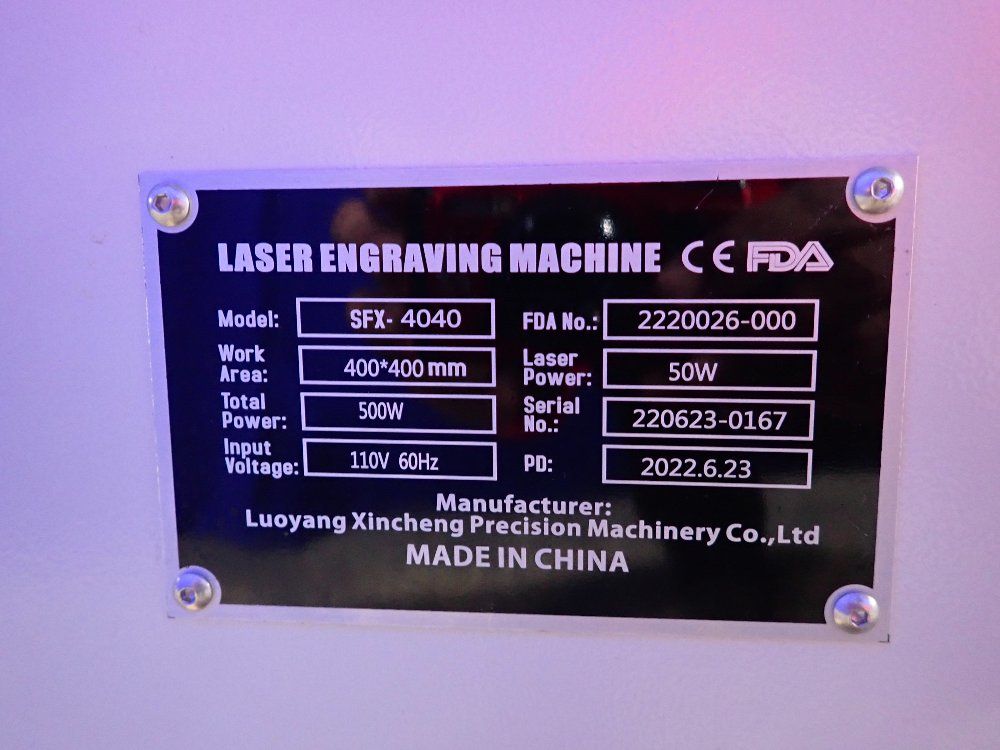 LASER ENGRAVING MACHINE CE FDA
Model: SFX- 4040 FDA No.: 2220026-000
Work Area: 400*400 mm Laser Power: 50W
Total Power: 500W Serial No.: 220623-0167
Input Voltage: 110V 60Hz PD: 2022.6.23
Manufacturer:
Luoyang Xincheng Precision Machinery Co.,Ltd
MADE IN CHINA